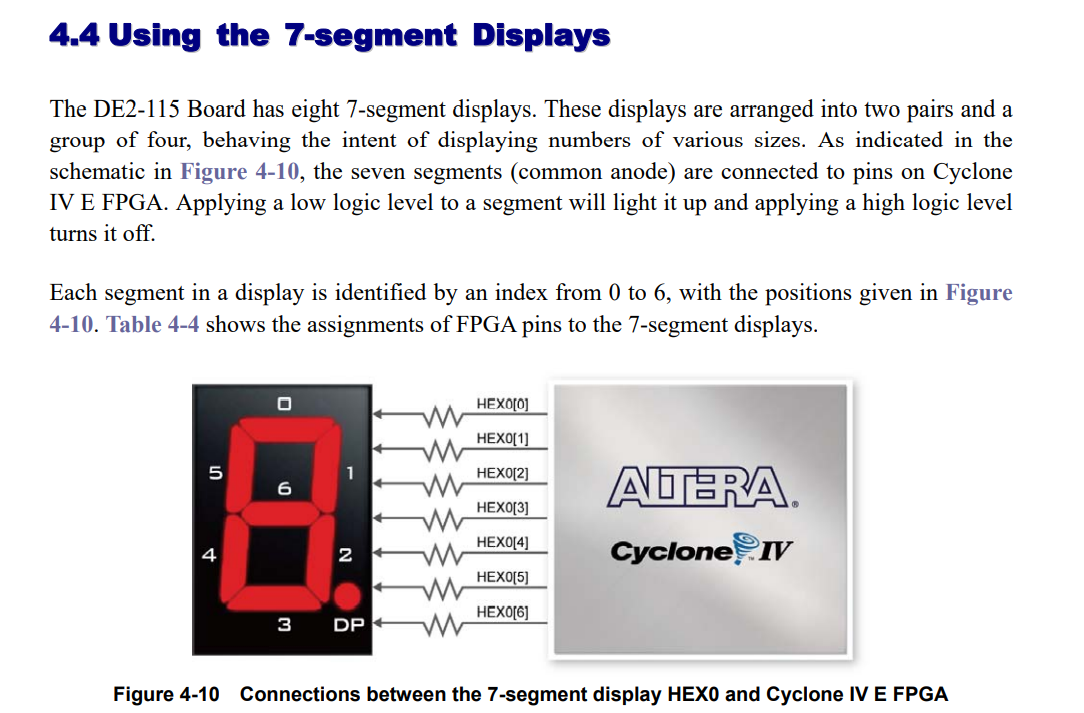 4.4 Using the 7-segment Displays
The DE2-115 Board has eight 7-segment displays. These displays are arranged into two pairs and a
group of four, behaving the intent of displaying numbers of various sizes. As indicated in the
schematic in Figure 4-10, the seven segments (common anode) are connected to pins on Cyclone
IV E FPGA. Applying a low logic level to a segment will light it up and applying a high logic level
turns it off.
Each segment in a display is identified by an index from 0 to 6, with the positions given in Figure
4-10. Table 4-4 shows the assignments of FPGA pins to the 7-segment displays.
0
5
1
6
4
2
3
DP
HEX0[0]
HEX0[1]
HEX0[2]
HEX0[3]
HEX0[4]
HEX0[5]
HEX0[6]
ALTERA®
Cyclone™ IV
Figure 4-10 Connections between the 7-segment display HEX0 and Cyclone IV E FPGA